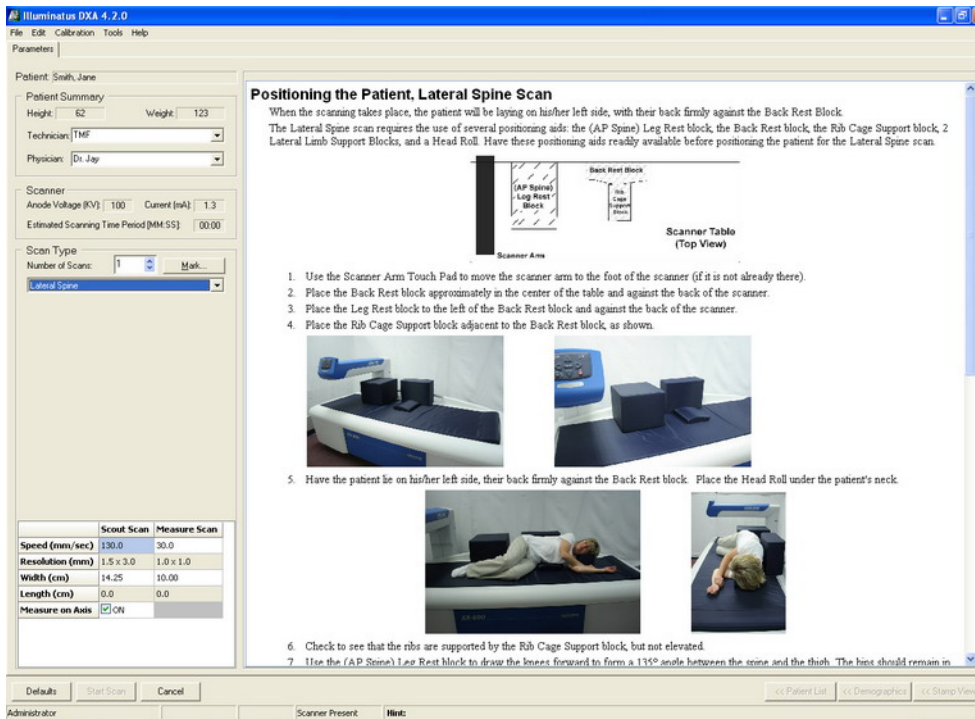 Illuminatus DXA 4.2.0
File Edit Calibration Tools Help
Parameters
Patient: Smith, Jane
Patient Summary
Height: 62 Weight: 123
Technician: TMF
Physician: Dr. Jay
Scanner
Anode Voltage (KV): 100 Current (mA): 1.3
Estimated Scanning Time Period [MM:SS]: 00:00
Scan Type
Number of Scans: 1 Mark...
Lateral Spine
Scout Scan Measure Scan
Speed (mm/sec) 130.0 30.0
Resolution (mm) 1.5 x 3.0 1.0 x 1.0
Width (cm) 14.25 10.00
Length (cm) 0.0 0.0
Measure on Axis ON
Positioning the Patient, Lateral Spine Scan
When the scanning takes place, the patient will be laying on his/her left side, with their back firmly against the Back Rest Block.
The Lateral Spine scan requires the use of several positioning aids: the (AP Spine) Leg Rest block, the Back Rest block, the Rib Cage Support block, 2
Lateral Limb Support Blocks, and a Head Roll. Have these positioning aids readily available before positioning the patient for the Lateral Spine scan.
(AP Spine)
Leg Rest
Block
Back Rest Block
Rib
Cage
Support
Block
Scanner Table
(Top View)
Scanner Arm
1. Use the Scanner Arm Touch Pad to move the scanner arm to the foot of the scanner (if it is not already there).
2. Place the Back Rest block approximately in the center of the table and against the back of the scanner.
3. Place the Leg Rest block to the left of the Back Rest block and against the back of the scanner.
4. Place the Rib Cage Support block adjacent to the Back Rest block, as shown.
5. Have the patient lie on his/her left side, their back firmly against the Back Rest block. Place the Head Roll under the patient's neck.
6. Check to see that the ribs are supported by the Rib Cage Support block, but not elevated.
7. Use the (AP Spine) Leg Rest block to draw the knees forward to form a 135° angle between the spine and the thigh. The hips should remain in
Defaults Start Scan Cancel << Patient List << Demographics << Stamp View
Administrator Scanner Present Hint: